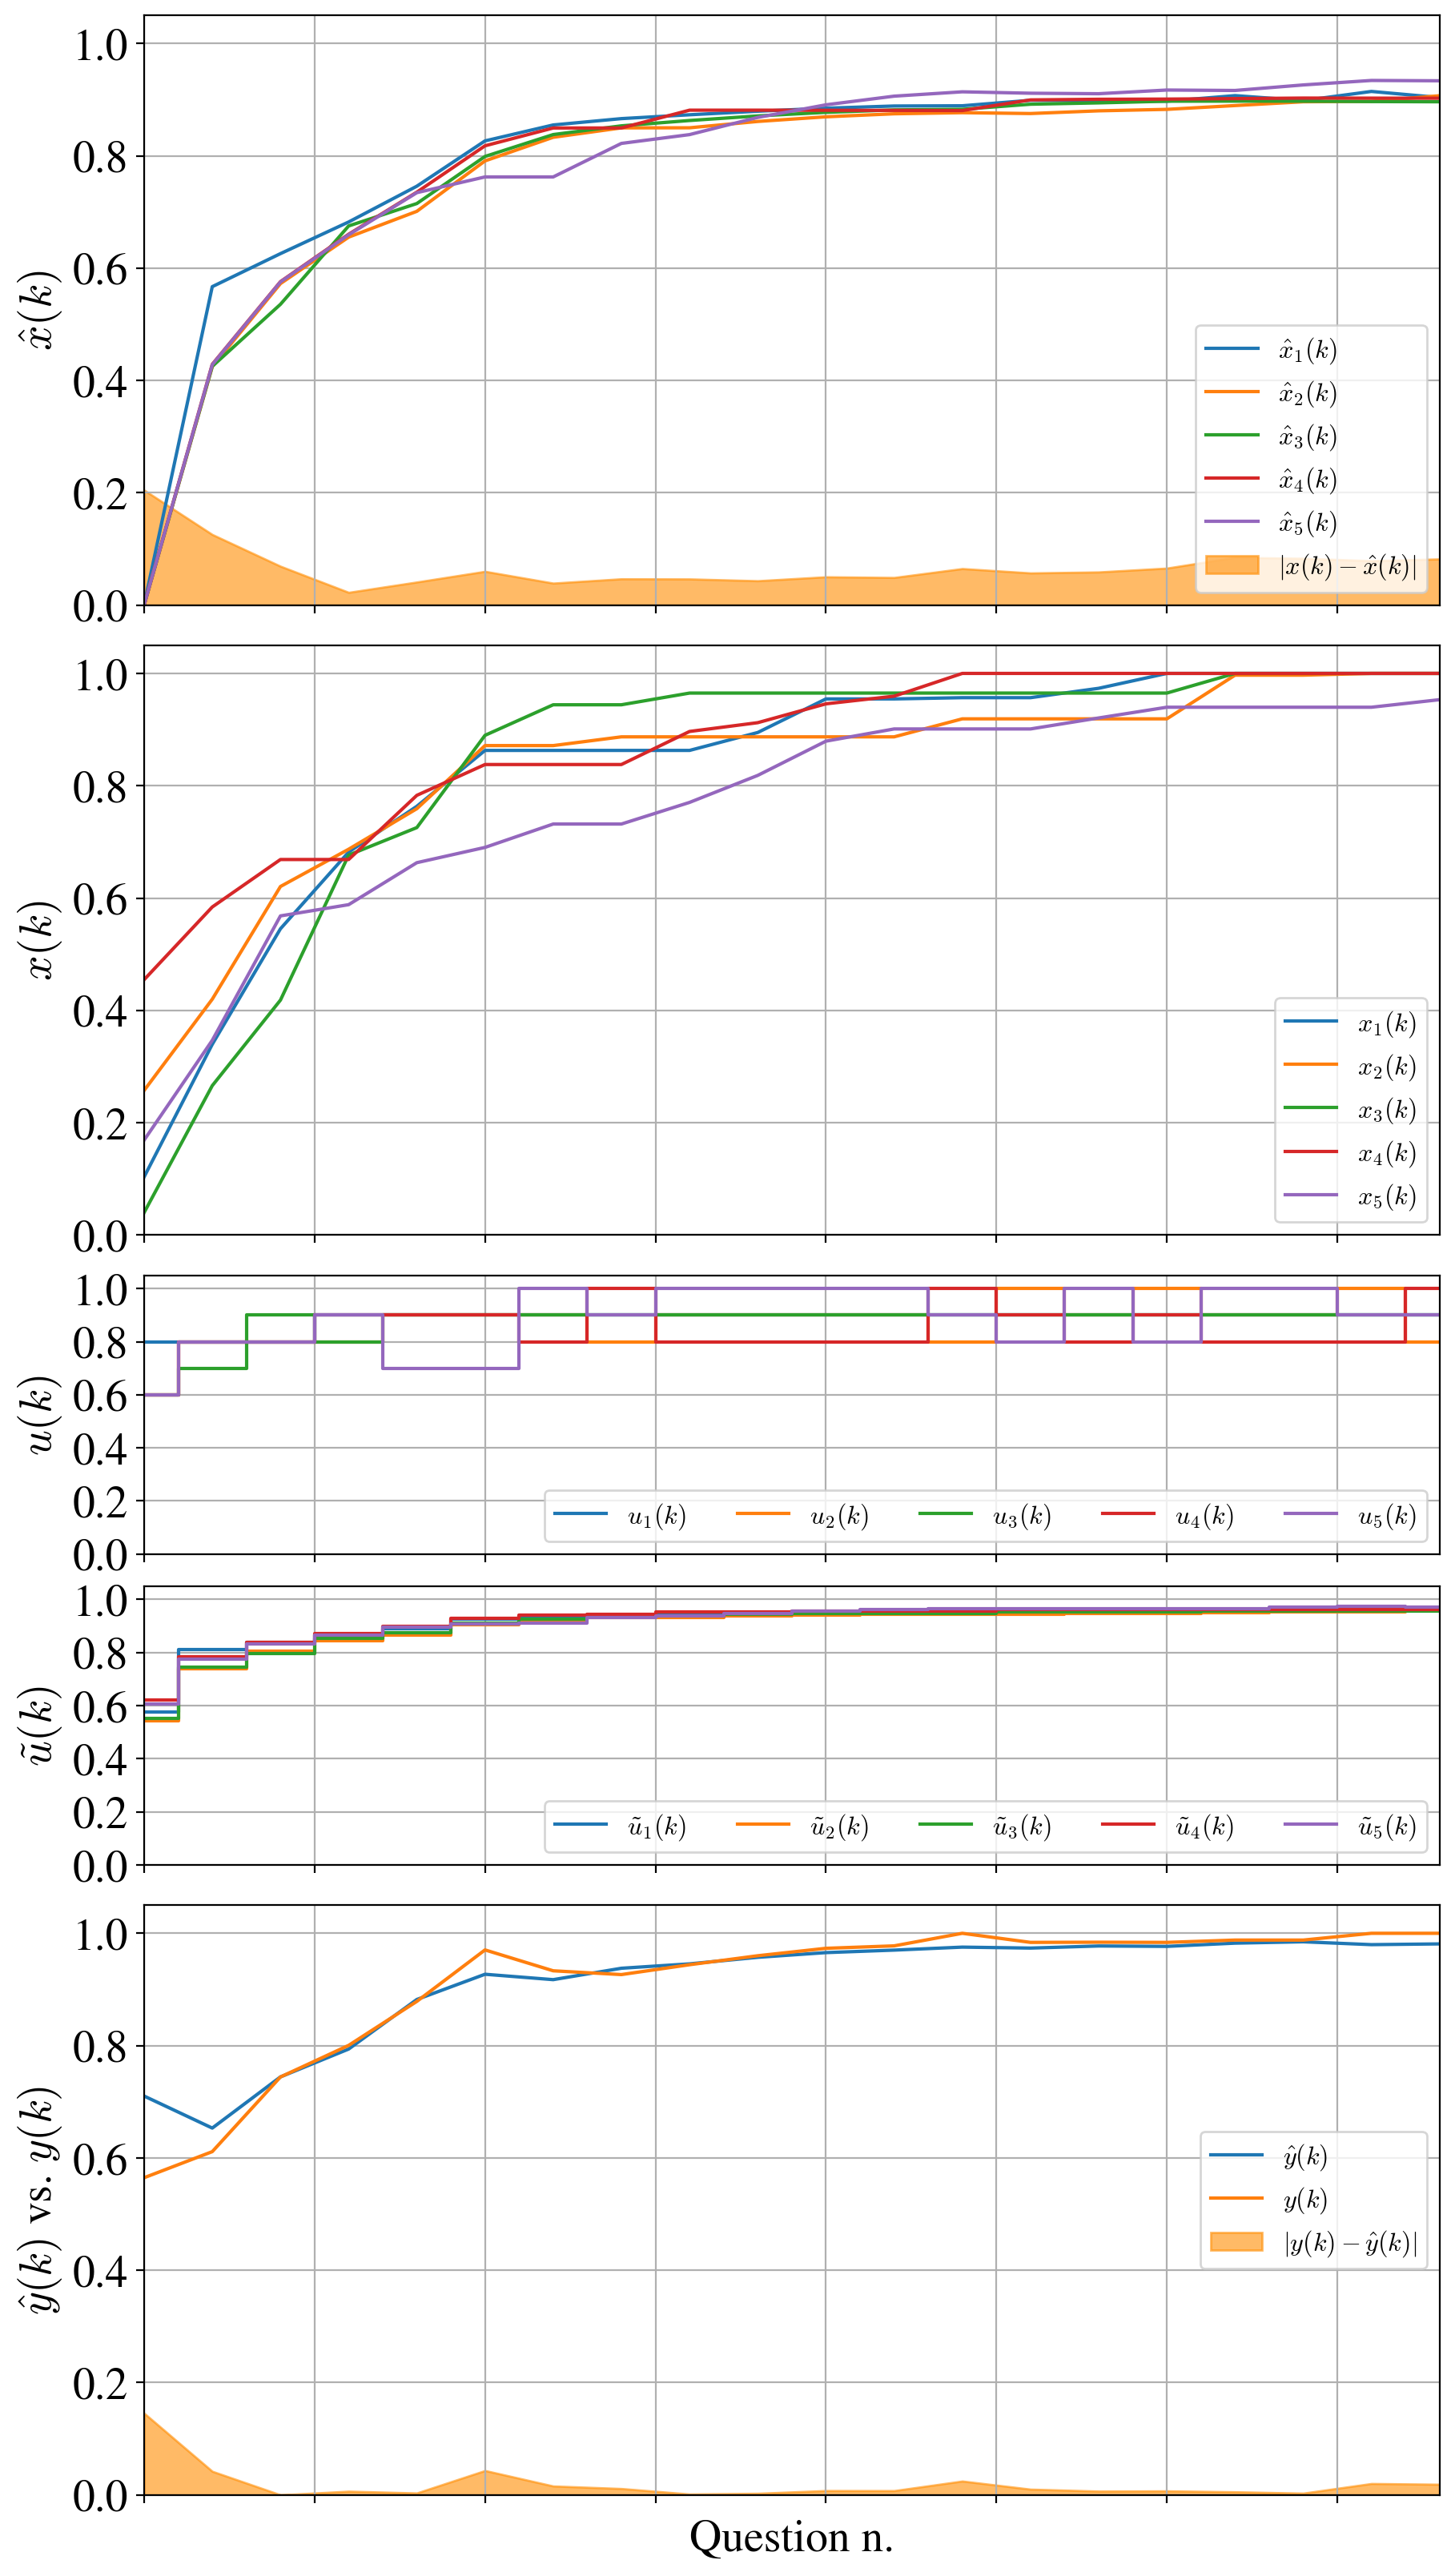 1.0
0.8
0.6
0.4
0.2
0.0
x̂(k)
x̂₁(k)
x̂₂(k)
x̂₃(k)
x̂₄(k)
x̂₅(k)
|x(k) − x̂(k)|
1.0
0.8
0.6
0.4
0.2
0.0
x(k)
x₁(k)
x₂(k)
x₃(k)
x₄(k)
x₅(k)
1.0
0.8
0.6
0.4
0.2
0.0
u(k)
u₁(k) u₂(k) u₃(k) u₄(k) u₅(k)
1.0
0.8
0.6
0.4
0.2
0.0
ũ(k)
ũ₁(k) ũ₂(k) ũ₃(k) ũ₄(k) ũ₅(k)
1.0
0.8
0.6
0.4
0.2
0.0
ŷ(k) vs. y(k)
ŷ(k)
y(k)
|y(k) − ŷ(k)|
Question n.